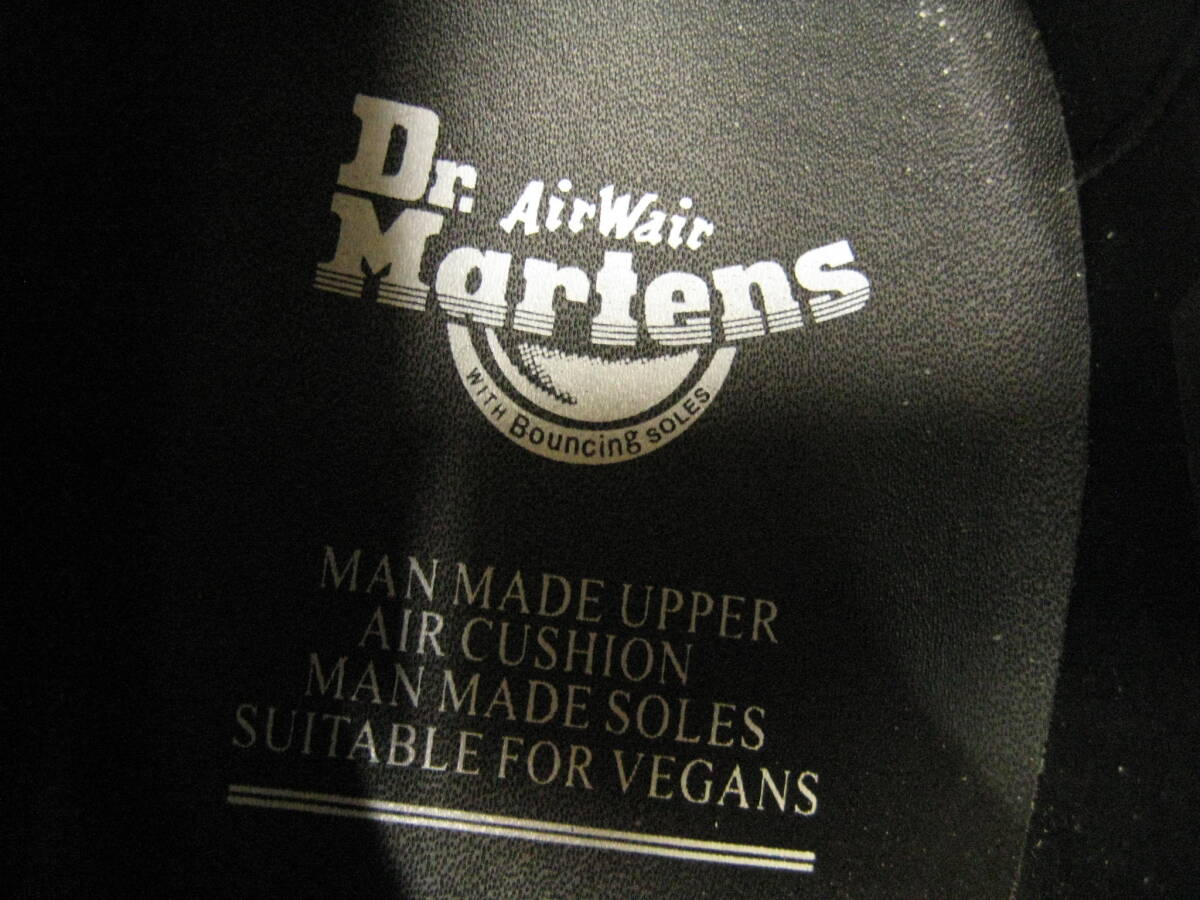 Dr. AirWair
Martens
WITH Bouncing SOLES
MAN MADE UPPER
AIR CUSHION
MAN MADE SOLES
SUITABLE FOR VEGANS